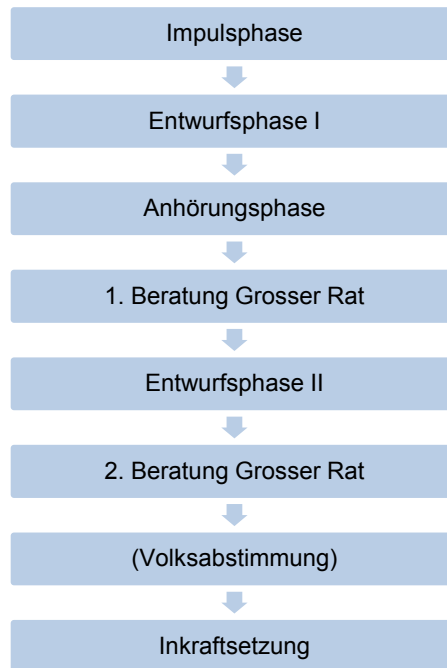 Impulsphase
Entwurfsphase I
Anhörungsphase
1. Beratung Grosser Rat
Entwurfsphase II
2. Beratung Grosser Rat
(Volksabstimmung)
Inkraftsetzung